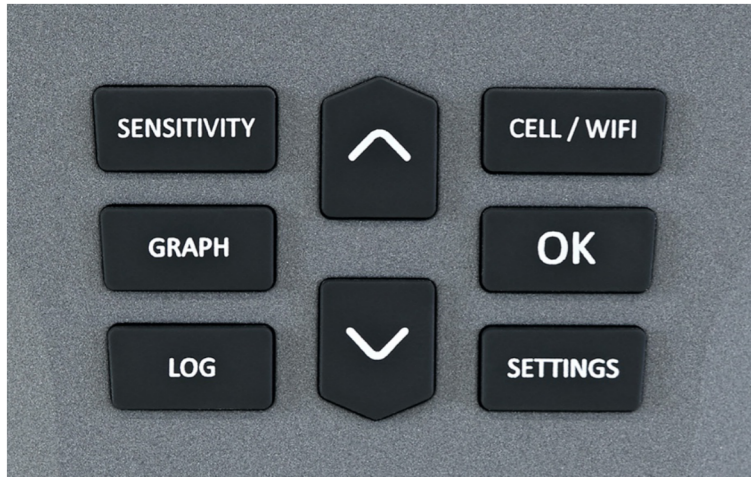 SENSITIVITY
CELL / WIFI
GRAPH
OK
LOG
SETTINGS